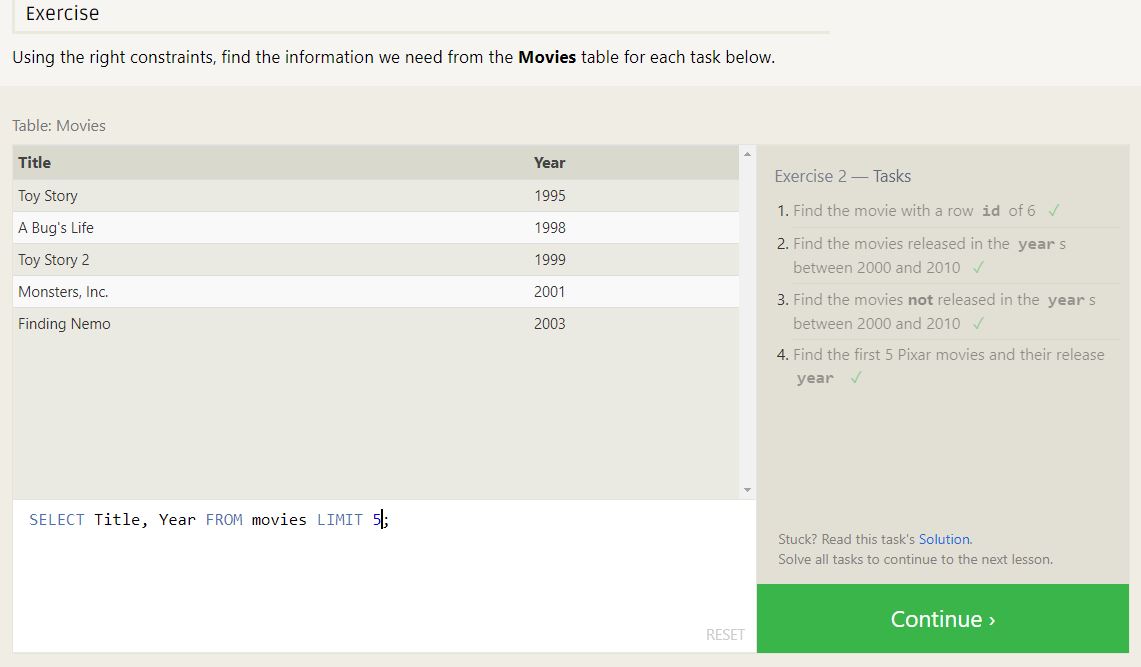 Exercise
Using the right constraints, find the information we need from the Movies table for each task below.
Table: Movies
Title Year
Toy Story 1995
A Bug's Life 1998
Toy Story 2 1999
Monsters, Inc. 2001
Finding Nemo 2003
SELECT Title, Year FROM movies LIMIT 5;
RESET
Exercise 2 — Tasks
1. Find the movie with a row id of 6 ✓
2. Find the movies released in the year s
between 2000 and 2010 ✓
3. Find the movies not released in the year s
between 2000 and 2010 ✓
4. Find the first 5 Pixar movies and their release
year ✓
Stuck? Read this task's Solution.
Solve all tasks to continue to the next lesson.
Continue ›